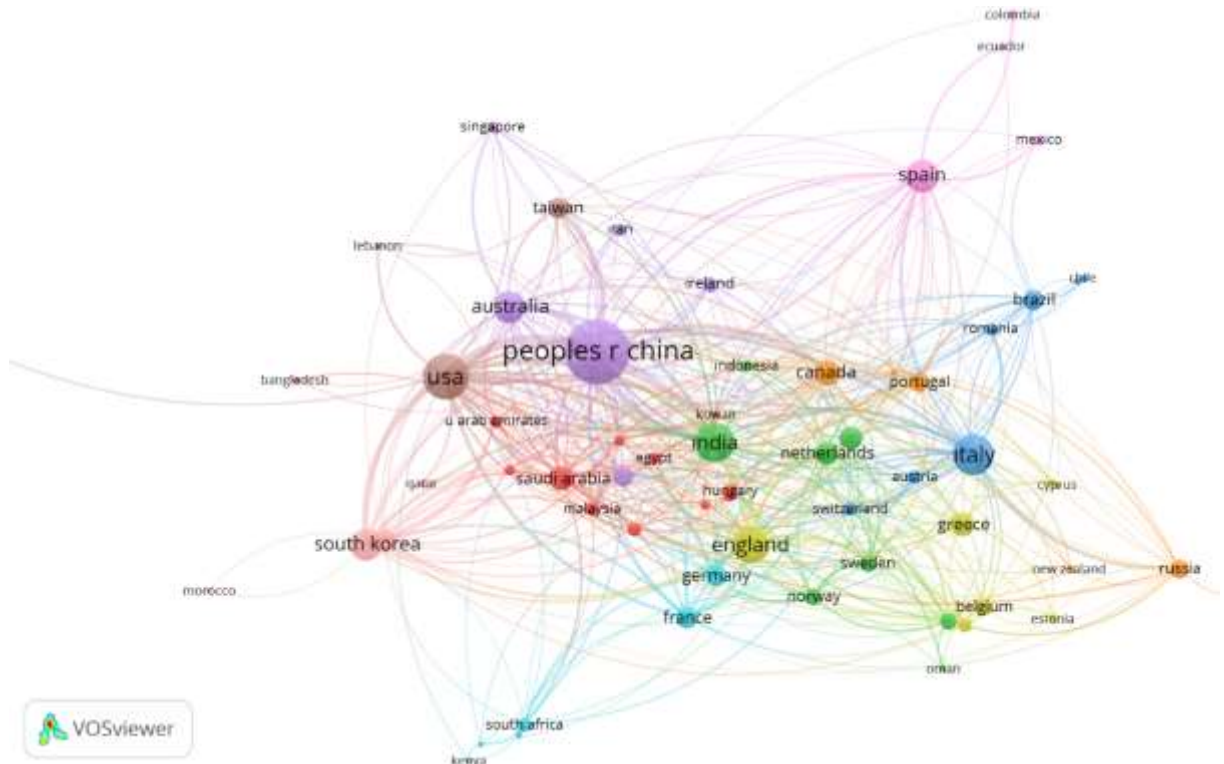 colombia
ecuador
singapore
mexico
spain
taiwan
iran
lebanon
chile
ireland
brazil
australia
romania
peoples r china
indonesia
canada
usa
bangladesh
portugal
kuwait
u arab emirates
india
netherlands
italy
egypt
saudi arabia
austria
qatar
cyprus
hungary
malaysia
switzerland
greece
south korea
england
sweden
new zealand
russia
germany
morocco
norway
belgium
france
estonia
oman
south africa
VOSviewer
kenya